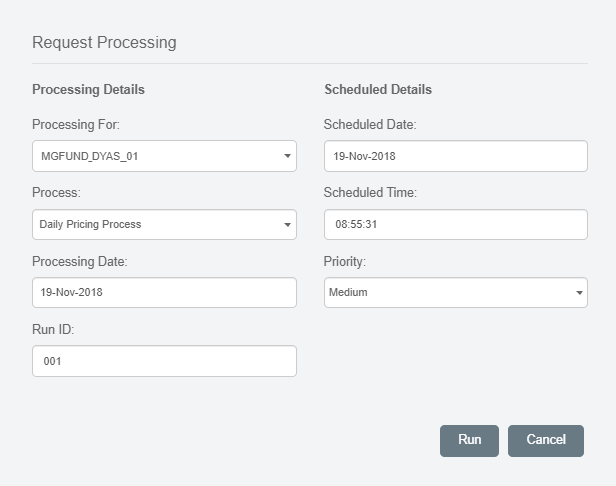 Request Processing
Processing Details
Processing For:
MGFUND_DYAS_01
Process:
Daily Pricing Process
Processing Date:
19-Nov-2018
Run ID:
001
Scheduled Details
Scheduled Date:
19-Nov-2018
Scheduled Time:
08:55:31
Priority:
Medium
Run
Cancel